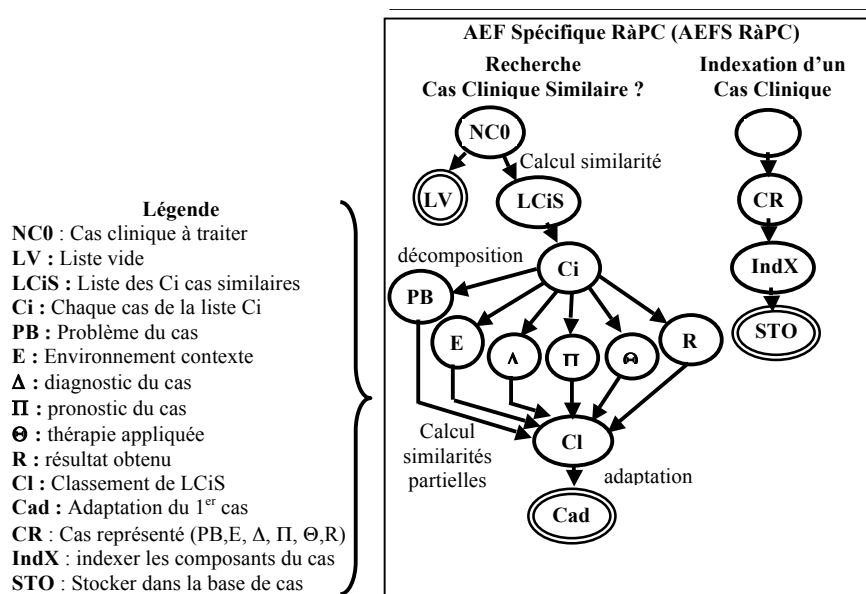 AEF Spécifique RàPC (AEFS RàPC)
Recherche
Cas Clinique Similaire ?
Indexation d'un
Cas Clinique
NC0
Calcul similarité
LV
LCiS
CR
décomposition
Ci
IndX
PB
E
Δ
Π
Θ
R
STO
Calcul
similarités
partielles
Cl
adaptation
Cad
Légende
NC0 : Cas clinique à traiter
LV : Liste vide
LCiS : Liste des Ci cas similaires
Ci : Chaque cas de la liste Ci
PB : Problème du cas
E : Environnement contexte
Δ : diagnostic du cas
Π : pronostic du cas
Θ : thérapie appliquée
R : résultat obtenu
Cl : Classement de LCiS
Cad : Adaptation du 1er cas
CR : Cas représenté (PB,E, Δ, Π, Θ,R)
IndX : indexer les composants du cas
STO : Stocker dans la base de cas